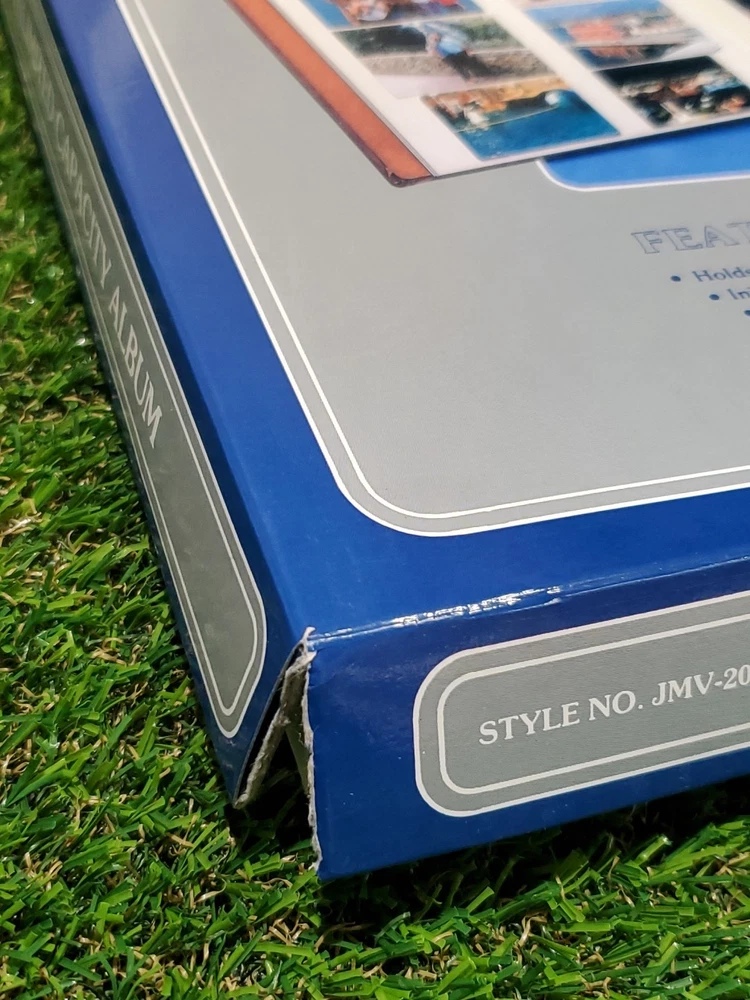 CAPACITY ALBUM
FEAT
• Holds
• In
STYLE NO. JMV-20